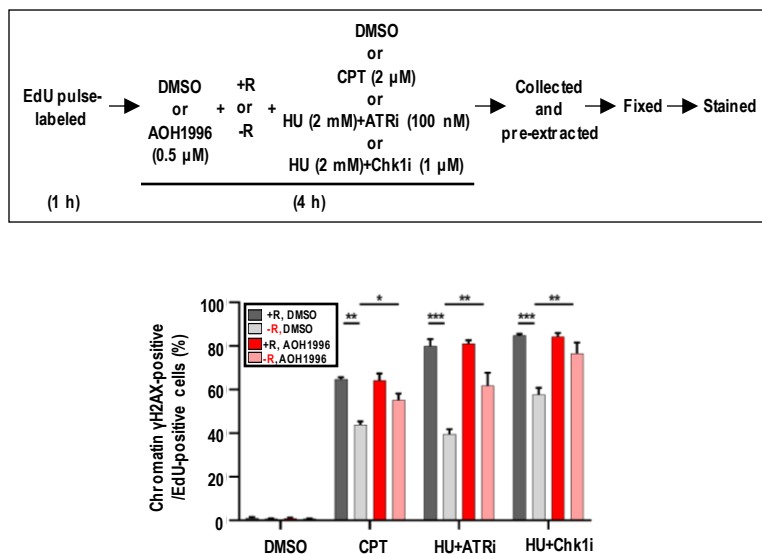 EdU pulse-
labeled
(1 h)
DMSO
or
AOH1996
(0.5 µM)
+
+R
or
-R
+
DMSO
or
CPT (2 µM)
or
HU (2 mM)+ATRi (100 nM)
or
HU (2 mM)+Chk1i (1 µM)
(4 h)
Collected
and
pre-extracted
Fixed
Stained
Chromatin γH2AX-positive
/EdU-positive cells (%)
100
80
60
40
20
0
+R, DMSO
-R, DMSO
+R, AOH1996
-R, AOH1996
**
*
***
**
***
**
DMSO
CPT
HU+ATRi
HU+Chk1i